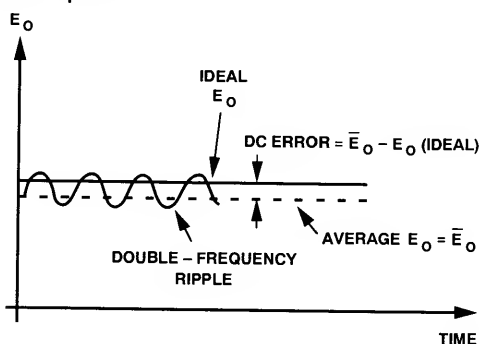 E O
IDEAL
E O
DC ERROR = E̅ O – E O (IDEAL)
AVERAGE E O = E̅ O
DOUBLE – FREQUENCY
RIPPLE
TIME